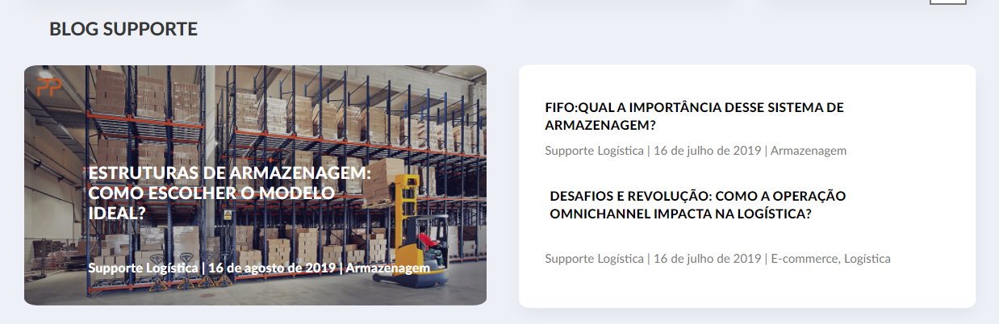 BLOG SUPPORTE
PP
ESTRUTURAS DE ARMAZENAGEM:
COMO ESCOLHER O MODELO
IDEAL?
Supporte Logística | 16 de agosto de 2019 | Armazenagem
FIFO:QUAL A IMPORTÂNCIA DESSE SISTEMA DE
ARMAZENAGEM?
Supporte Logística | 16 de julho de 2019 | Armazenagem
DESAFIOS E REVOLUÇÃO: COMO A OPERAÇÃO
OMNICHANNEL IMPACTA NA LOGÍSTICA?
Supporte Logística | 16 de julho de 2019 | E-commerce, Logística